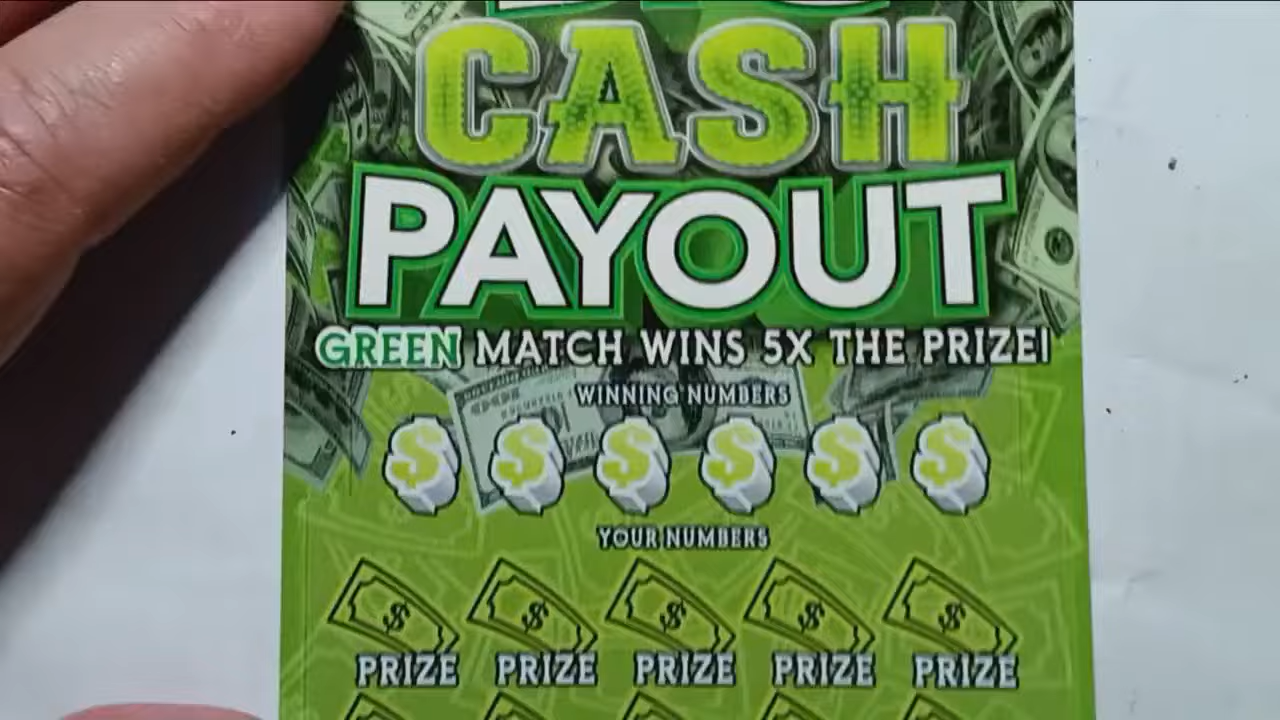 CASH
PAYOUT
GREEN MATCH WINS 5X THE PRIZE!
WINNING NUMBERS
$ $ $ $ $ $
YOUR NUMBERS
$ $ $ $ $
PRIZE PRIZE PRIZE PRIZE PRIZE